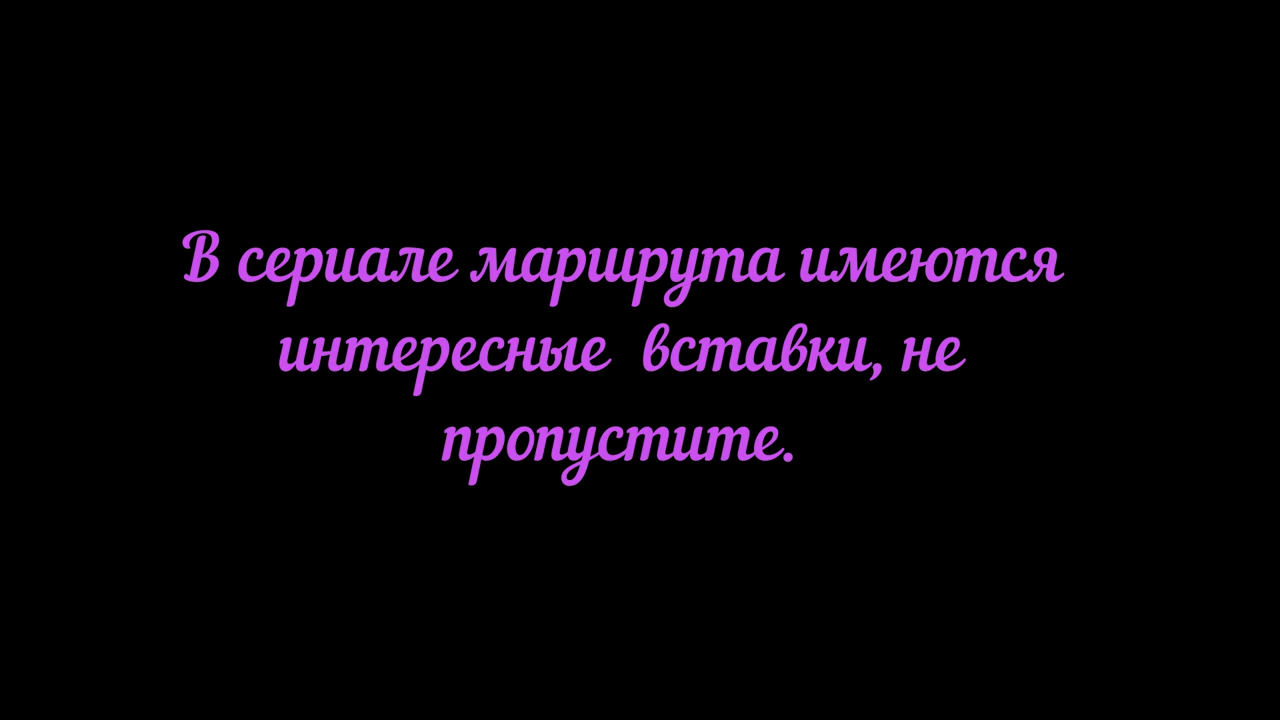 В сериале маршрута имеются
интересные  вставки, не
пропустите.